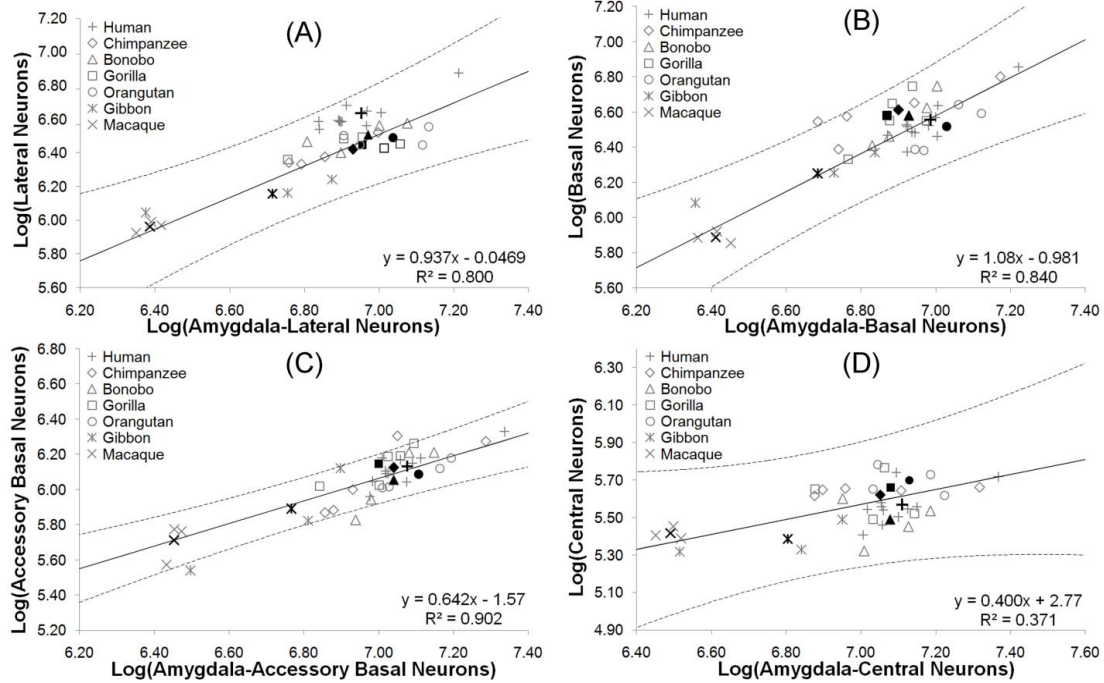 7.20
7.00
6.80
6.60
6.40
6.20
6.00
5.80
5.60
Log(Lateral Neurons)
Human
Chimpanzee
Bonobo
Gorilla
Orangutan
Gibbon
Macaque
(A)
y = 0.937x - 0.0469
R² = 0.800
6.20 6.40 6.60 6.80 7.00 7.20 7.40
Log(Amygdala-Lateral Neurons)
7.20
7.00
6.80
6.60
6.40
6.20
6.00
5.80
5.60
Log(Basal Neurons)
Human
Chimpanzee
Bonobo
Gorilla
Orangutan
Gibbon
Macaque
(B)
y = 1.08x - 0.981
R² = 0.840
6.20 6.40 6.60 6.80 7.00 7.20 7.40
Log(Amygdala-Basal Neurons)
6.80
6.60
6.40
6.20
6.00
5.80
5.60
5.40
5.20
Log(Accessory Basal Neurons)
Human
Chimpanzee
Bonobo
Gorilla
Orangutan
Gibbon
Macaque
(C)
y = 0.642x - 1.57
R² = 0.902
6.20 6.40 6.60 6.80 7.00 7.20 7.40
Log(Amygdala-Accessory Basal Neurons)
6.30
6.10
5.90
5.70
5.50
5.30
5.10
4.90
Log(Central Neurons)
Human
Chimpanzee
Bonobo
Gorilla
Orangutan
Gibbon
Macaque
(D)
y = 0.400x + 2.77
R² = 0.371
6.40 6.60 6.80 7.00 7.20 7.40 7.60
Log(Amygdala-Central Neurons)